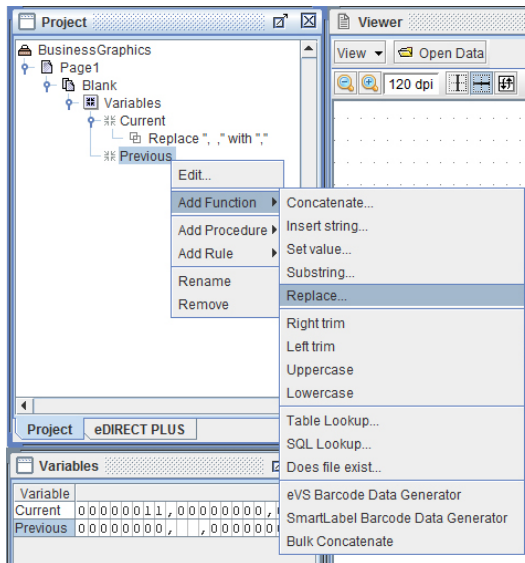 Project
BusinessGraphics
Page1
Blank
Variables
Current
Replace ", ," with ","
Previous
Edit...
Add Function
Add Procedure
Add Rule
Rename
Remove
Concatenate...
Insert string...
Set value...
Substring...
Replace...
Right trim
Left trim
Uppercase
Lowercase
Table Lookup...
SQL Lookup...
Does file exist...
eVS Barcode Data Generator
SmartLabel Barcode Data Generator
Bulk Concatenate
Viewer
View
Open Data
120 dpi
Project
eDIRECT PLUS
Variables
Variable
Current 00000011,00000000,
Previous 00000000, ,0000000